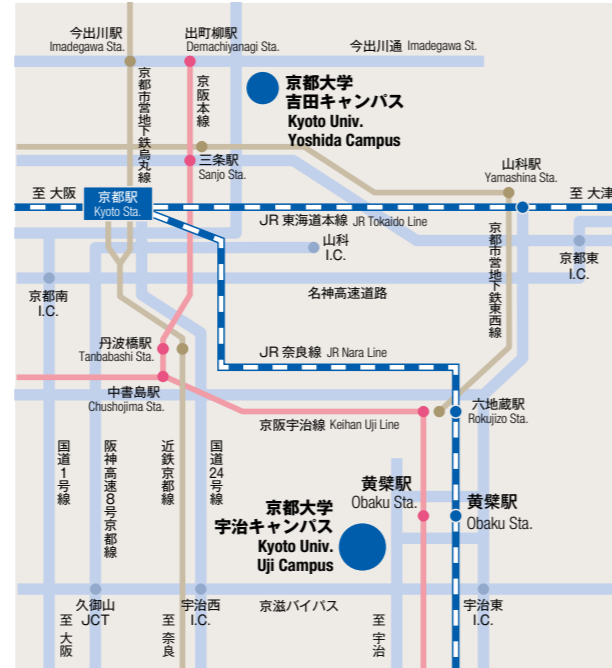 今出川駅
Imadegawa Sta.
出町柳駅
Demachiyanagi Sta.
今出川通 Imadegawa St.
京都市営地下鉄烏丸線
京阪本線
京都大学
吉田キャンパス
Kyoto Univ.
Yoshida Campus
三条駅
Sanjo Sta.
山科駅
Yamashina Sta.
至 大阪
京都駅
Kyoto Sta.
至 大津
JR 東海道本線 JR Tokaido Line
山科
I.C.
京都市営地下鉄東西線
京都東
I.C.
京都南
I.C.
名神高速道路
丹波橋駅
Tanbabashi Sta.
JR 奈良線 JR Nara Line
中書島駅
Chushojima Sta.
京阪宇治線 Keihan Uji Line
六地蔵駅
Rokujizo Sta.
国道1号線
阪神高速8号京都線
近鉄京都線
国道24号線
黄檗駅
Obaku Sta.
黄檗駅
Obaku Sta.
京都大学
宇治キャンパス
Kyoto Univ.
Uji Campus
久御山
JCT
宇治西
I.C.
京滋バイパス
宇治東
I.C.
至 大阪
至 奈良
至 宇治